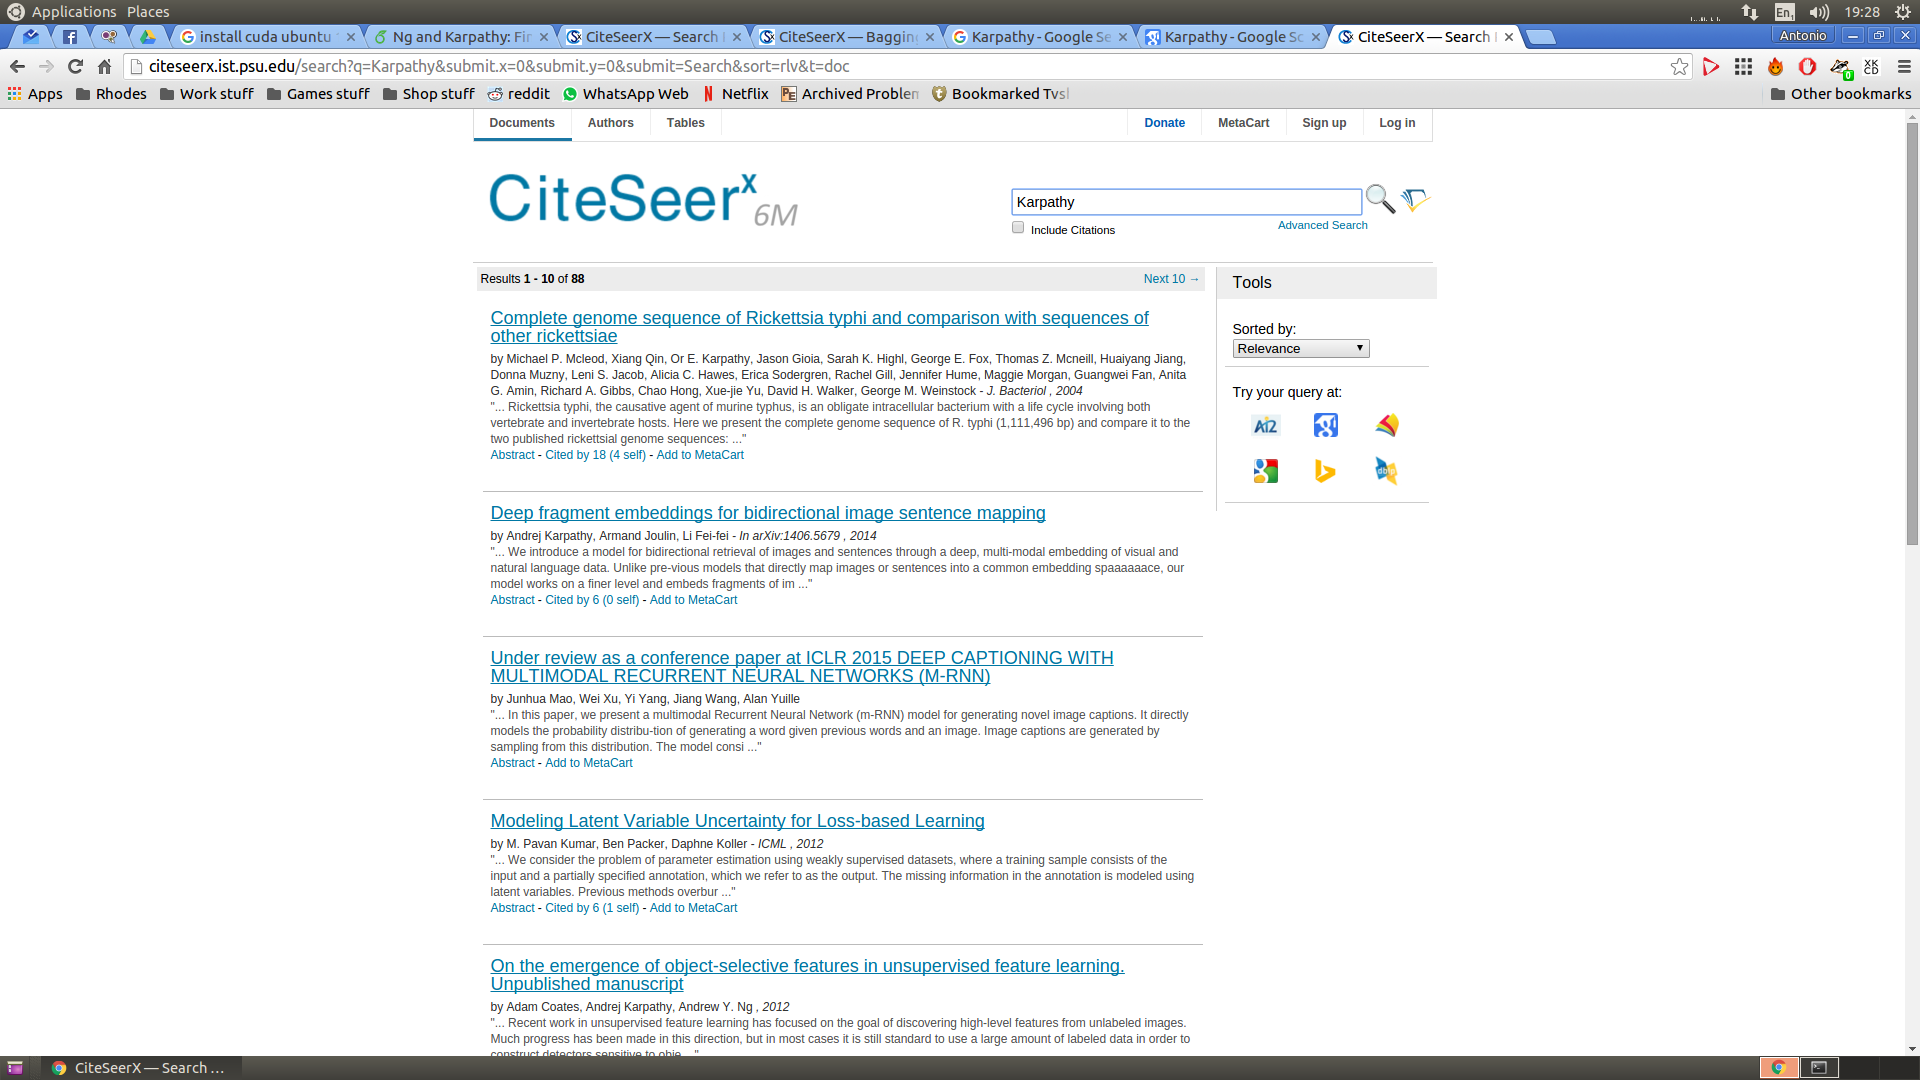 Applications Places
En 19:28
install cuda ubuntu
Ng and Karpathy: Fir
CiteSeerX — Search
CiteSeerX — Bagging
Karpathy - Google Se
Karpathy - Google Sc
CiteSeerX — Search
Antonio
citeseerx.ist.psu.edu/search?q=Karpathy&submit.x=0&submit.y=0&submit=Search&sort=rlv&t=doc
XK
CD
0
Apps Rhodes Work stuff Games stuff Shop stuff reddit WhatsApp Web Netflix Archived Problem Bookmarked Tvsh Other bookmarks
Documents Authors Tables Donate MetaCart Sign up Log in
CiteSeerx 6M
Karpathy
Include Citations Advanced Search
Results 1 - 10 of 88 Next 10 →
Complete genome sequence of Rickettsia typhi and comparison with sequences of
other rickettsiae
by Michael P. Mcleod, Xiang Qin, Or E. Karpathy, Jason Gioia, Sarah K. Highl, George E. Fox, Thomas Z. Mcneill, Huaiyang Jiang,
Donna Muzny, Leni S. Jacob, Alicia C. Hawes, Erica Sodergren, Rachel Gill, Jennifer Hume, Maggie Morgan, Guangwei Fan, Anita
G. Amin, Richard A. Gibbs, Chao Hong, Xue-jie Yu, David H. Walker, George M. Weinstock - J. Bacteriol , 2004
"... Rickettsia typhi, the causative agent of murine typhus, is an obligate intracellular bacterium with a life cycle involving both
vertebrate and invertebrate hosts. Here we present the complete genome sequence of R. typhi (1,111,496 bp) and compare it to the
two published rickettsial genome sequences: ..."
Abstract - Cited by 18 (4 self) - Add to MetaCart
Deep fragment embeddings for bidirectional image sentence mapping
by Andrej Karpathy, Armand Joulin, Li Fei-fei - In arXiv:1406.5679 , 2014
"... We introduce a model for bidirectional retrieval of images and sentences through a deep, multi-modal embedding of visual and
natural language data. Unlike pre-vious models that directly map images or sentences into a common embedding spaaaaaace, our
model works on a finer level and embeds fragments of im ..."
Abstract - Cited by 6 (0 self) - Add to MetaCart
Under review as a conference paper at ICLR 2015 DEEP CAPTIONING WITH
MULTIMODAL RECURRENT NEURAL NETWORKS (M-RNN)
by Junhua Mao, Wei Xu, Yi Yang, Jiang Wang, Alan Yuille
"... In this paper, we present a multimodal Recurrent Neural Network (m-RNN) model for generating novel image captions. It directly
models the probability distribu-tion of generating a word given previous words and an image. Image captions are generated by
sampling from this distribution. The model consi ..."
Abstract - Add to MetaCart
Modeling Latent Variable Uncertainty for Loss-based Learning
by M. Pavan Kumar, Ben Packer, Daphne Koller - ICML , 2012
"... We consider the problem of parameter estimation using weakly supervised datasets, where a training sample consists of the
input and a partially specified annotation, which we refer to as the output. The missing information in the annotation is modeled using
latent variables. Previous methods overbur ..."
Abstract - Cited by 6 (1 self) - Add to MetaCart
On the emergence of object-selective features in unsupervised feature learning.
Unpublished manuscript
by Adam Coates, Andrej Karpathy, Andrew Y. Ng , 2012
"... Recent work in unsupervised feature learning has focused on the goal of discovering high-level features from unlabeled images.
Much progress has been made in this direction, but in most cases it is still standard to use a large amount of labeled data in order to
construct detectors sensitive to obje ..."
Tools
Sorted by:
Relevance
Try your query at:
AI2
g
g
dblp
CiteSeerX — Search ...